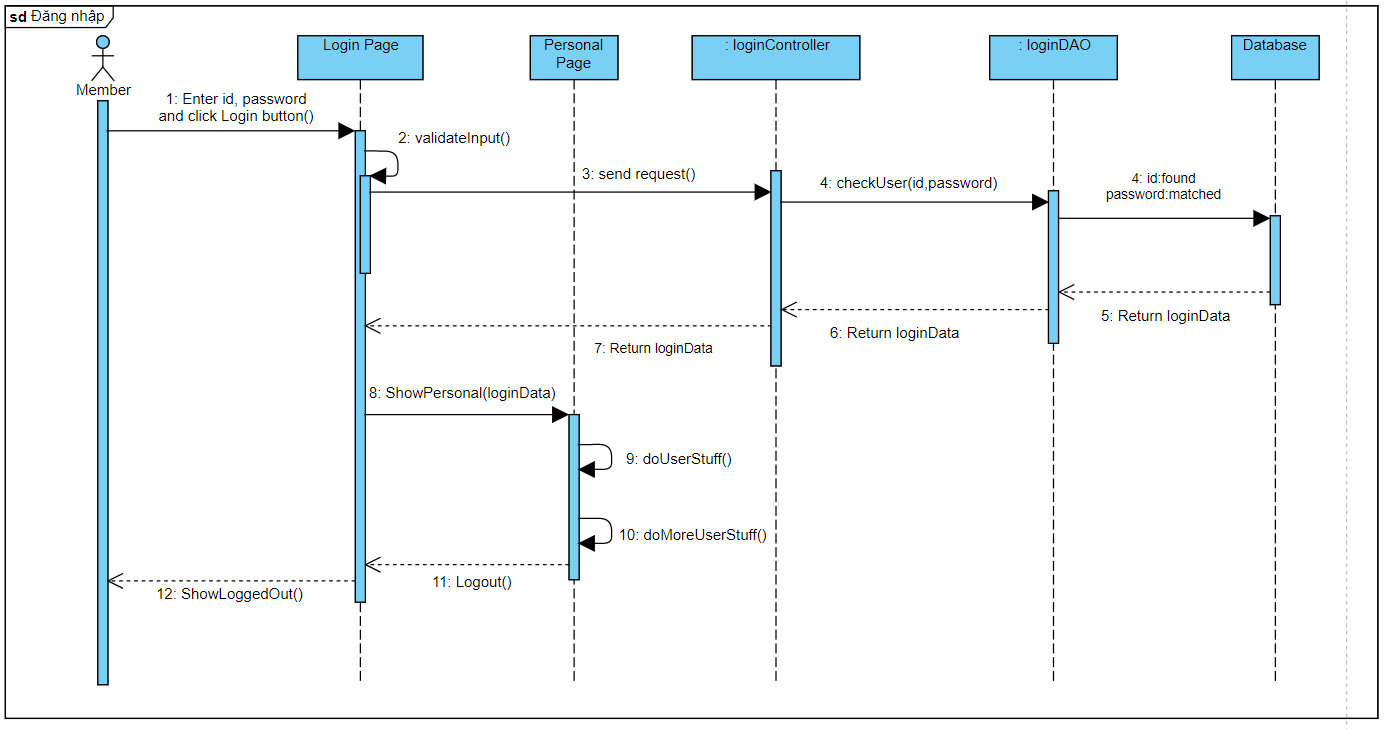 sd Đăng nhập
Member
Login Page
Personal
Page
: loginController
: loginDAO
Database
1: Enter id, password
and click Login button()
2: validateInput()
3: send request()
4: checkUser(id,password)
4: id:found
password:matched
5: Return loginData
6: Return loginData
7: Return loginData
8: ShowPersonal(loginData)
9: doUserStuff()
10: doMoreUserStuff()
11: Logout()
12: ShowLoggedOut()